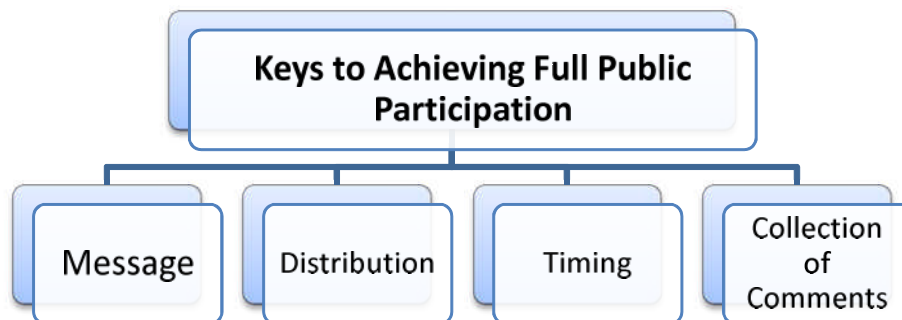 Keys to Achieving Full Public
Participation
Message
Distribution
Timing
Collection
of
Comments